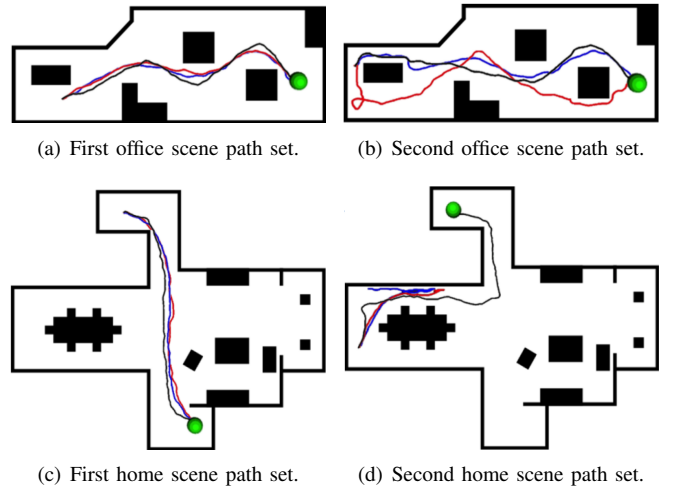 (a) First office scene path set.
(b) Second office scene path set.
(c) First home scene path set.
(d) Second home scene path set.